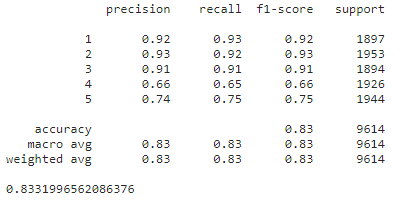 precision recall f1-score support
1 0.92 0.93 0.92 1897
2 0.93 0.92 0.93 1953
3 0.91 0.91 0.91 1894
4 0.66 0.65 0.66 1926
5 0.74 0.75 0.75 1944
accuracy 0.83 9614
macro avg 0.83 0.83 0.83 9614
weighted avg 0.83 0.83 0.83 9614
0.8331996562086376